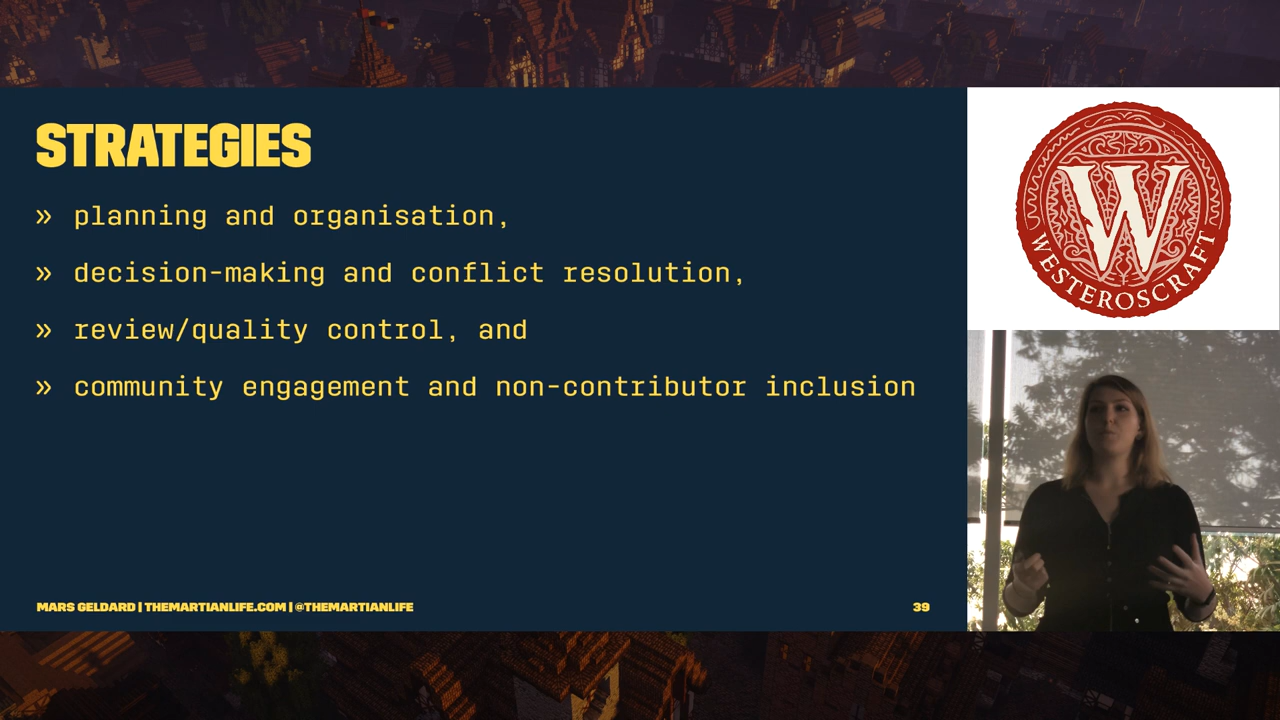 STRATEGIES
» planning and organisation,
» decision-making and conflict resolution,
» review/quality control, and
» community engagement and non-contributor inclusion
MARS GELDARD | THEMARTIANLIFE.COM | @THEMARTIANLIFE
39
W
WESTEROSCRAFT